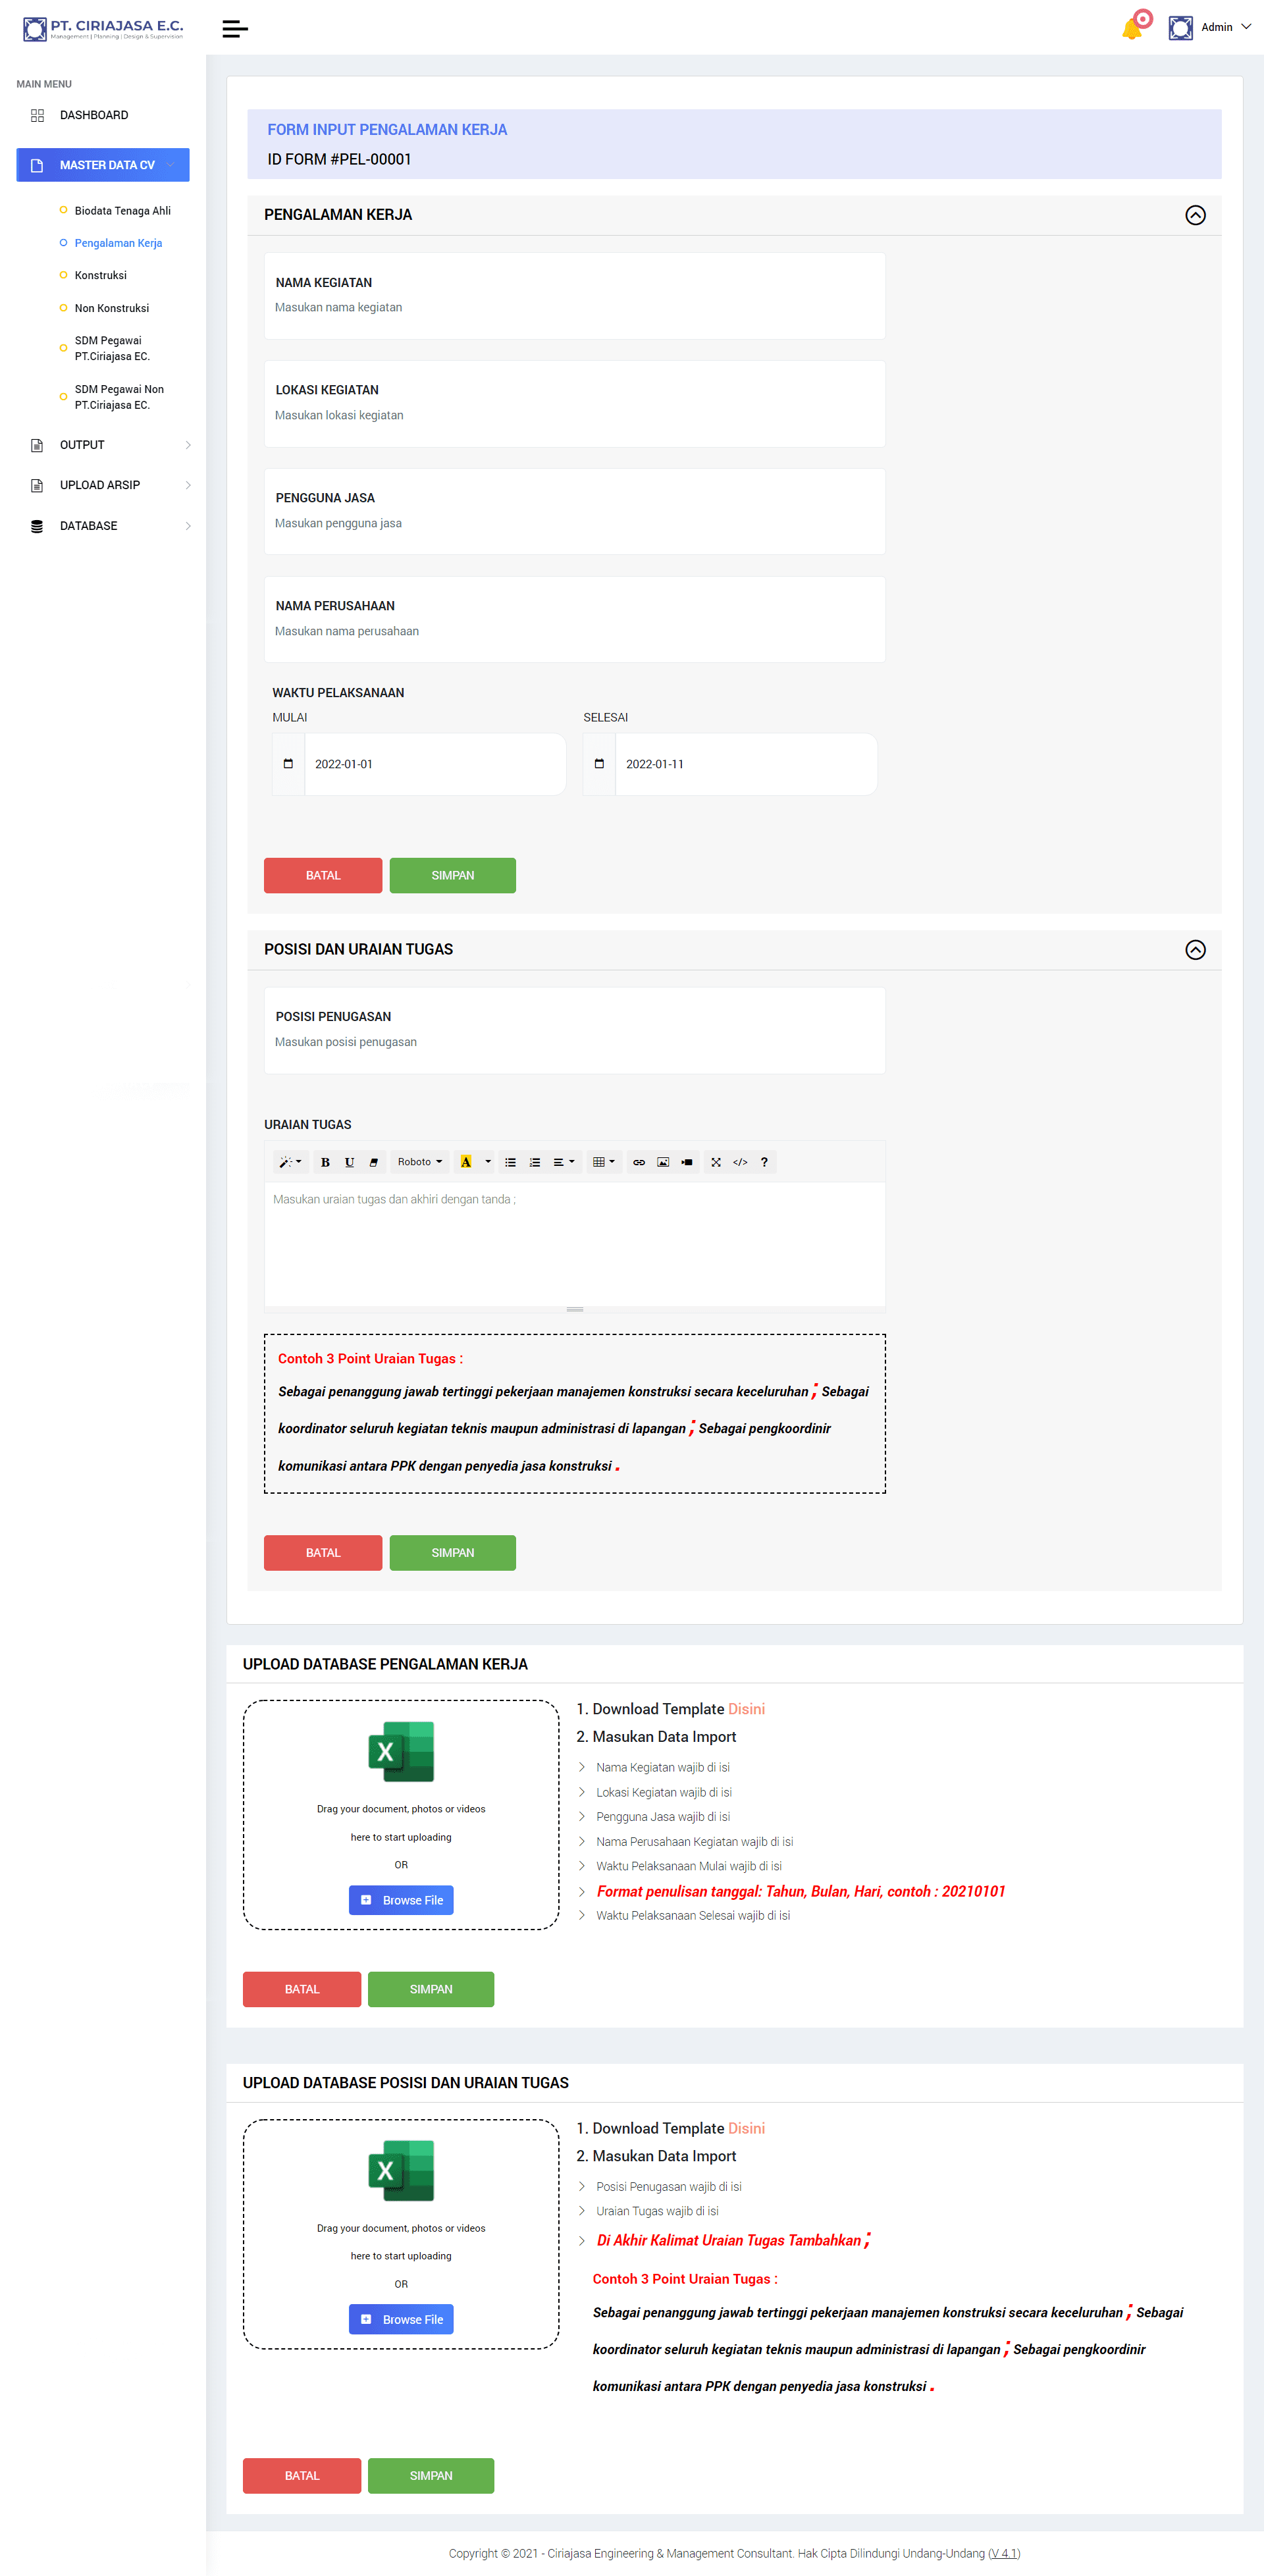 PT. CIRIAJASA E.C.
Management | Planning | Design & Supervision
Admin
MAIN MENU
DASHBOARD
MASTER DATA CV
Biodata Tenaga Ahli
Pengalaman Kerja
Konstruksi
Non Konstruksi
SDM Pegawai
PT.Ciriajasa EC.
SDM Pegawai Non
PT.Ciriajasa EC.
OUTPUT
UPLOAD ARSIP
DATABASE
FORM INPUT PENGALAMAN KERJA
ID FORM #PEL-00001
PENGALAMAN KERJA
NAMA KEGIATAN
Masukan nama kegiatan
LOKASI KEGIATAN
Masukan lokasi kegiatan
PENGGUNA JASA
Masukan pengguna jasa
NAMA PERUSAHAAN
Masukan nama perusahaan
WAKTU PELAKSANAAN
MULAI SELESAI
2022-01-01 2022-01-11
BATAL SIMPAN
POSISI DAN URAIAN TUGAS
POSISI PENUGASAN
Masukan posisi penugasan
URAIAN TUGAS
B U Roboto A </> ?
Masukan uraian tugas dan akhiri dengan tanda ;
Contoh 3 Point Uraian Tugas :
Sebagai penanggung jawab tertinggi pekerjaan manajemen konstruksi secara keceluruhan ; Sebagai
koordinator seluruh kegiatan teknis maupun administrasi di lapangan ; Sebagai pengkoordinir
komunikasi antara PPK dengan penyedia jasa konstruksi .
BATAL SIMPAN
UPLOAD DATABASE PENGALAMAN KERJA
X
Drag your document, photos or videos
here to start uploading
OR
Browse File
1. Download Template Disini
2. Masukan Data Import
Nama Kegiatan wajib di isi
Lokasi Kegiatan wajib di isi
Pengguna Jasa wajib di isi
Nama Perusahaan Kegiatan wajib di isi
Waktu Pelaksanaan Mulai wajib di isi
Format penulisan tanggal: Tahun, Bulan, Hari, contoh : 20210101
Waktu Pelaksanaan Selesai wajib di isi
BATAL SIMPAN
UPLOAD DATABASE POSISI DAN URAIAN TUGAS
X
Drag your document, photos or videos
here to start uploading
OR
Browse File
1. Download Template Disini
2. Masukan Data Import
Posisi Penugasan wajib di isi
Uraian Tugas wajib di isi
Di Akhir Kalimat Uraian Tugas Tambahkan ;
Contoh 3 Point Uraian Tugas :
Sebagai penanggung jawab tertinggi pekerjaan manajemen konstruksi secara keceluruhan ; Sebagai
koordinator seluruh kegiatan teknis maupun administrasi di lapangan ; Sebagai pengkoordinir
komunikasi antara PPK dengan penyedia jasa konstruksi .
BATAL SIMPAN
Copyright © 2021 - Ciriajasa Engineering & Management Consultant. Hak Cipta Dilindungi Undang-Undang (V 4.1)